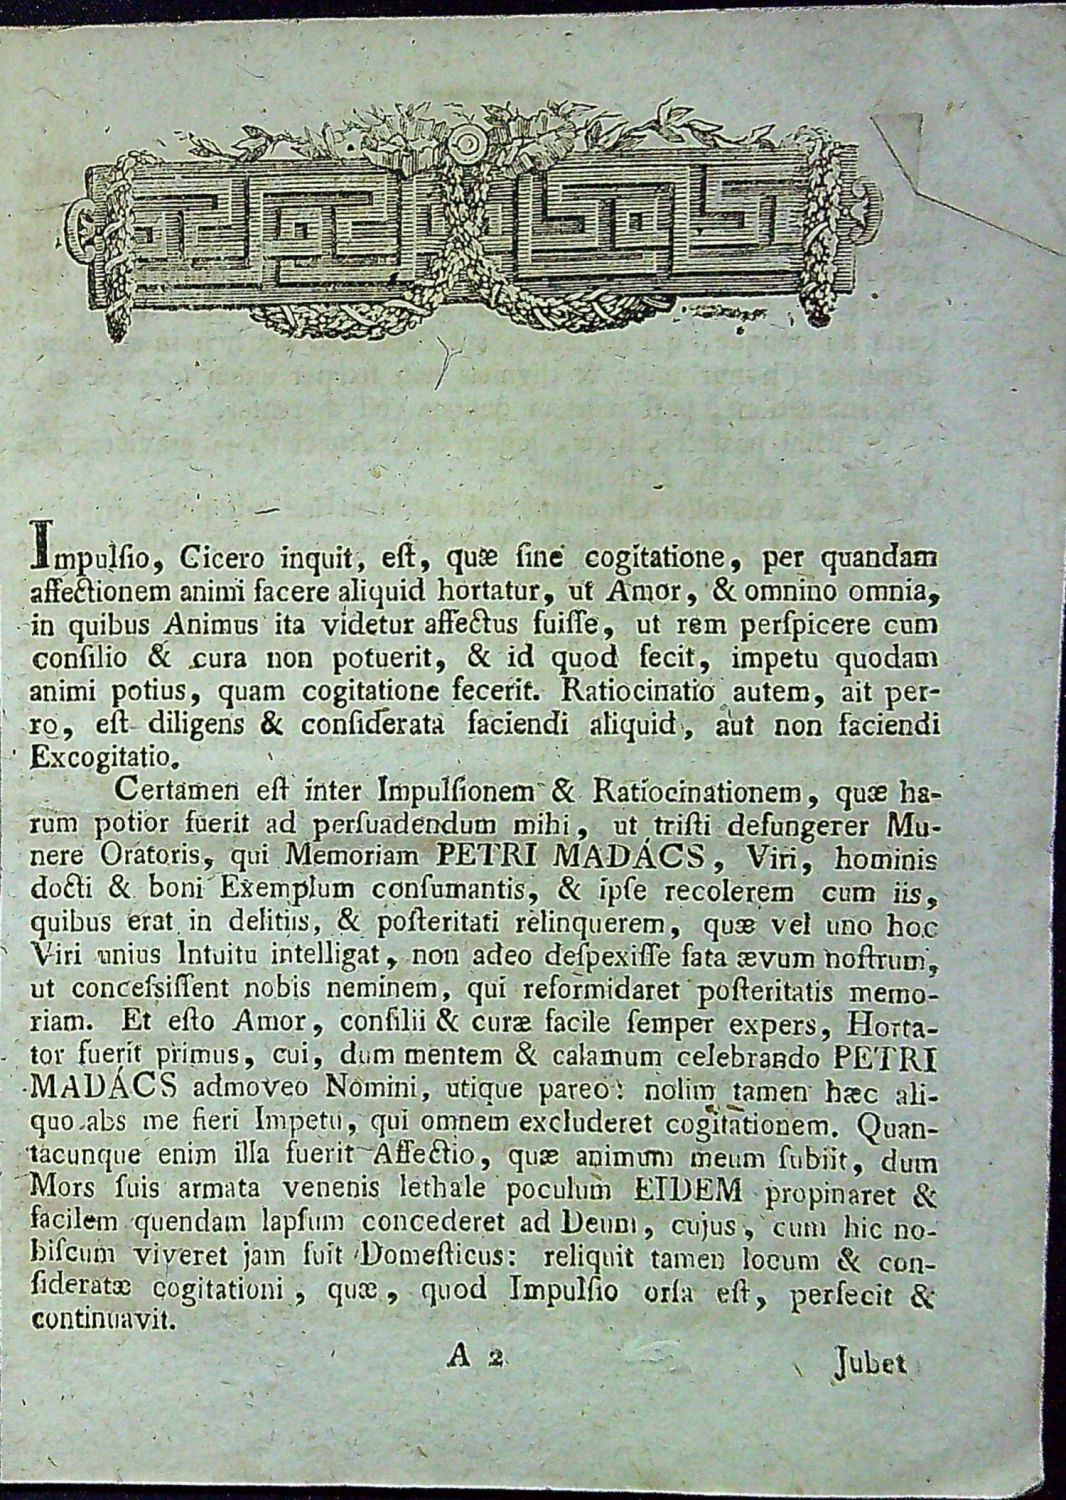 Impulſio, Cicero inquit, eſt, quæ ſine cogitatione, per quandam
affectionem animi facere aliquid hortatur, ut Amor, & omnino omnia,
in quibus Animus ita videtur affectus fuiſſe, ut rem perſpicere cum
conſilio & cura non potuerit, & id quod fecit, impetu quodam
animi potius, quam cogitatione fecerit. Ratiocinatio autem, ait per-
ro, eſt diligens & conſiderata faciendi aliquid, aut non faciendi
Excogitatio.
Certamen eſt inter Impulſionem & Ratiocinationem, quæ ha-
rum potior fuerit ad perſuadendum mihi, ut triſti defungerer Mu-
nere Oratoris, qui Memoriam PETRI MADÁCS, Viri, hominis
docti & boni Exemplum conſumantis, & ipſe recolerem cum iis,
quibus erat in delitiis, & poſteritati relinquerem, quæ vel uno hoc
Viri unius Intuitu intelligat, non adeo deſpexiſſe fata ævum noſtrum,
ut conceſsiſſent nobis neminem, qui reformidaret poſteritatis memo-
riam. Et eſto Amor, conſilii & curæ facile ſemper expers, Horta-
tor fuerit primus, cui, dum mentem & calamum celebrando PETRI
MADÁCS admoveo Nomini, utique pareo: nolim tamen hæc ali-
quo abs me fieri Impetu, qui omnem excluderet cogitationem. Quan-
tacunque enim illa fuerit Affectio, quæ animum meum ſubiit, dum
Mors ſuis armata venenis lethale poculum EIDEM propinaret &
facilem quendam lapſum concederet ad Deum, cujus, cum hic no-
biſcum viveret jam fuit Domeſticus: reliquit tamen locum & con-
ſideratæ cogitationi, quæ, quod Impulſio orſa eſt, perfecit &
continuavit.
A 2
Jubet